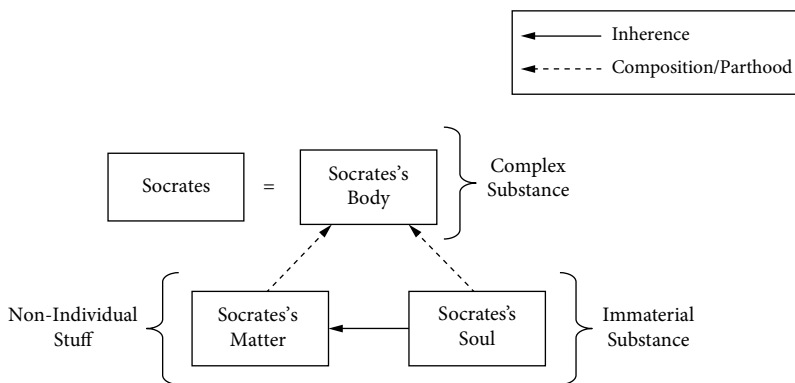 Inherence
Composition/Parthood
Socrates
=
Socrates's
Body
Complex
Substance
Non-Individual
Stuff
Socrates's
Matter
Socrates's
Soul
Immaterial
Substance